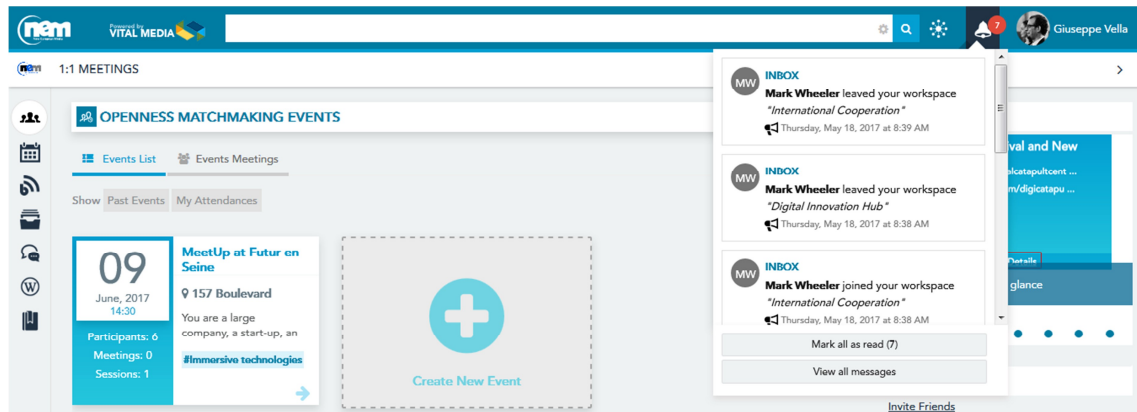 nem
Powered by
VITAL MEDIA
7
Giuseppe Vella
nem
1:1 MEETINGS
OPENNESS MATCHMAKING EVENTS
Events List
Events Meetings
Show
Past Events
My Attendances
09
June, 2017
14:30
Participants: 6
Meetings: 0
Sessions: 1
MeetUp at Futur en
Seine
157 Boulevard
You are a large
company, a start-up, an
#Immersive technologies
Create New Event
MW
INBOX
Mark Wheeler leaved your workspace
"International Cooperation"
Thursday, May 18, 2017 at 8:39 AM
MW
INBOX
Mark Wheeler leaved your workspace
"Digital Innovation Hub"
Thursday, May 18, 2017 at 8:38 AM
MW
INBOX
Mark Wheeler joined your workspace
"International Cooperation"
Thursday, May 18, 2017 at 8:38 AM
Mark all as read (7)
View all messages
val and New
alcatapultcent ...
m/digicatapu ...
Details
glance
Invite Friends